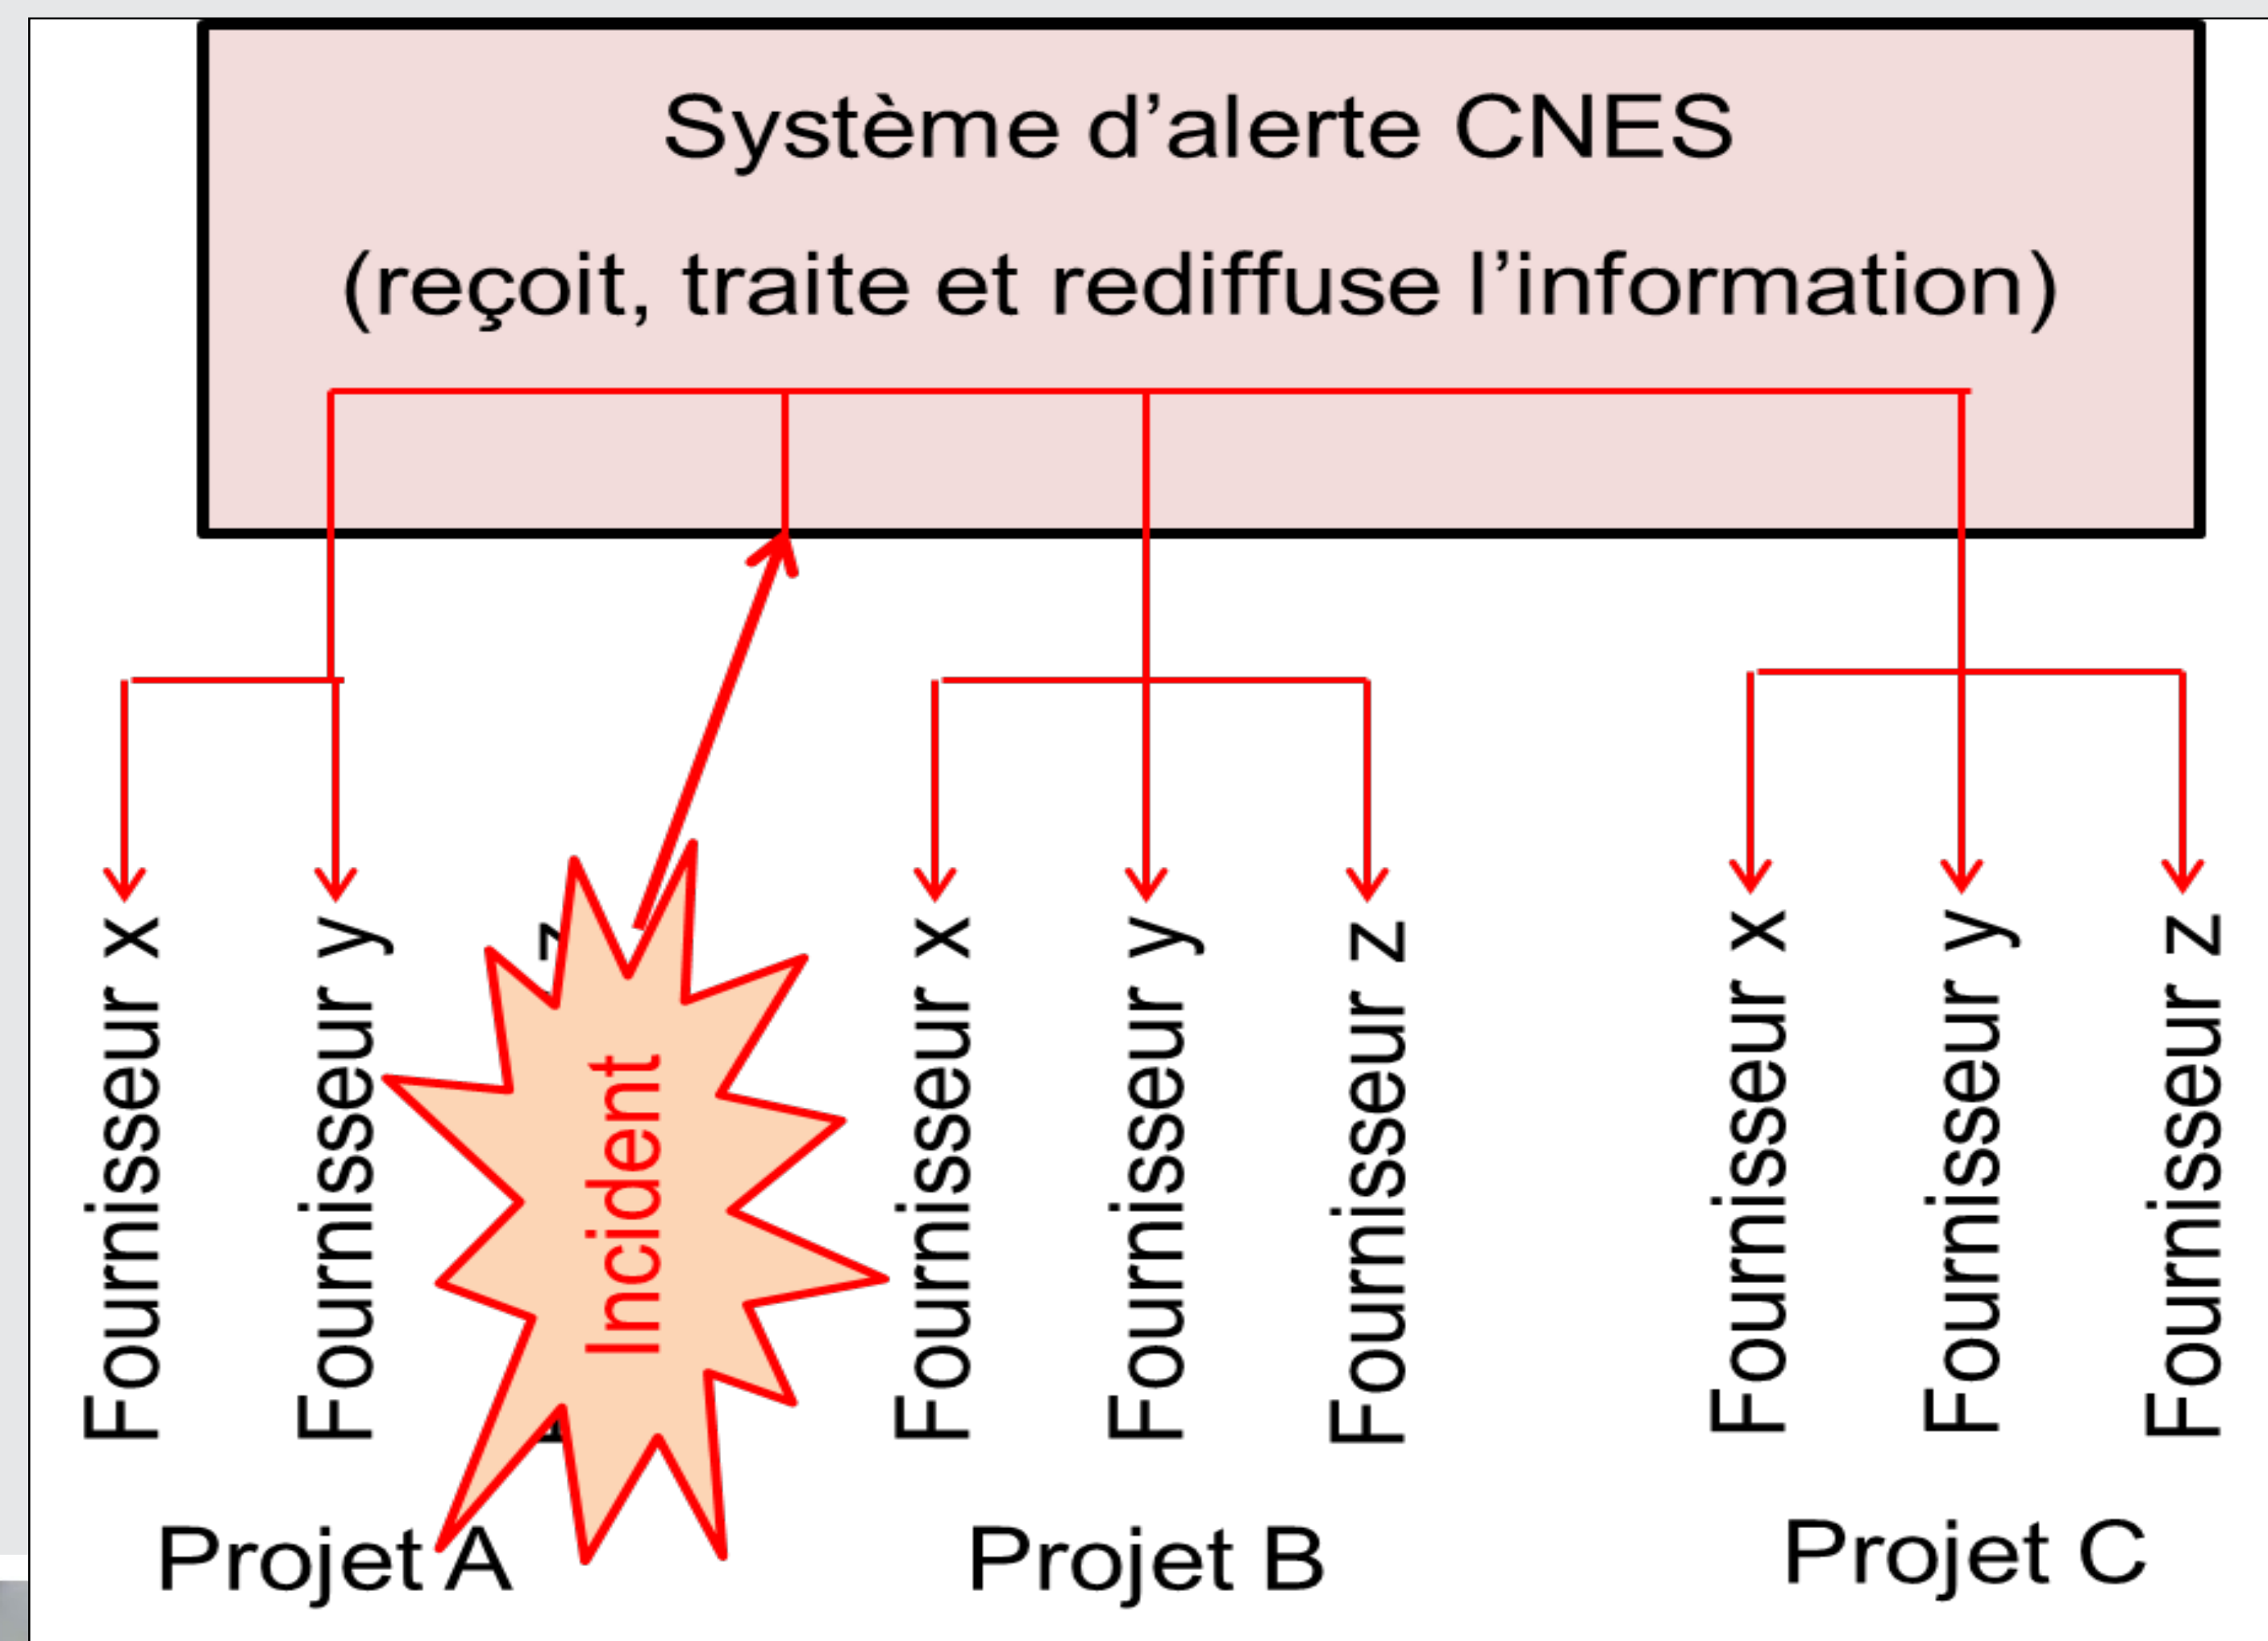 Système d’alerte CNES
(reçoit, traite et rediffuse l’information)
Fournisseur x
Fournisseur y
z
Incident
Fournisseur x
Fournisseur y
Fournisseur z
Fournisseur x
Fournisseur y
Fournisseur z
Projet A
Projet B
Projet C